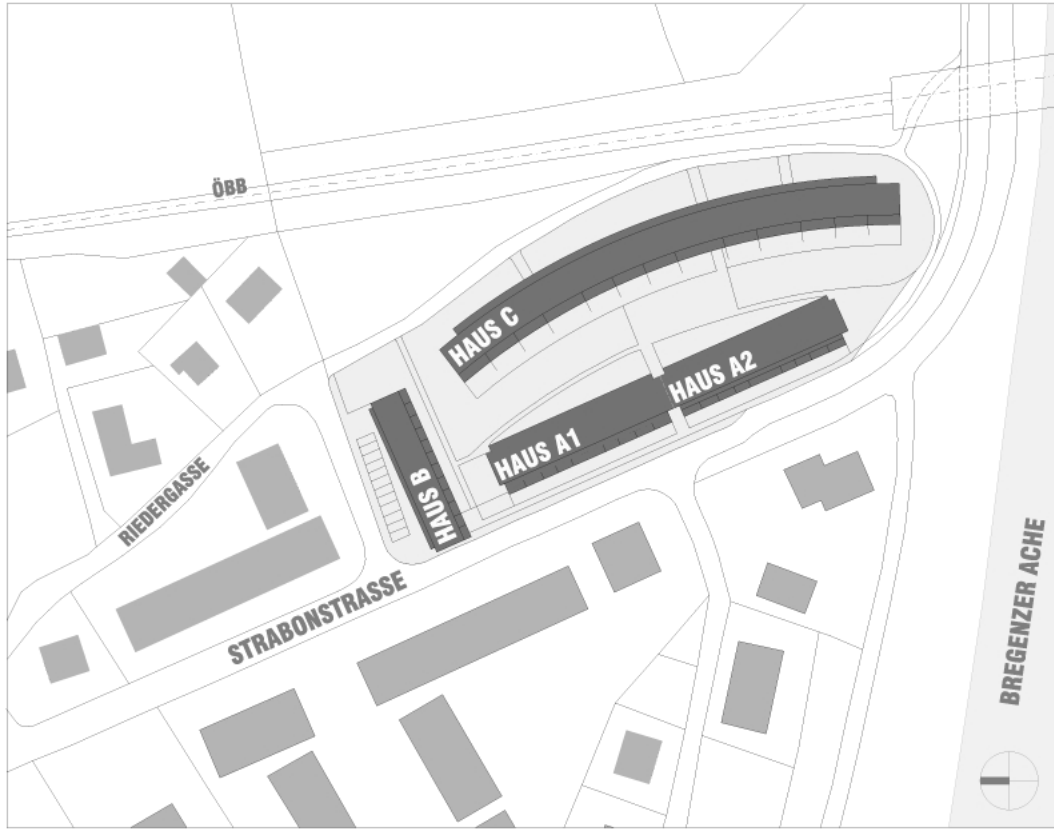 ÖBB
HAUS C
HAUS A2
HAUS A1
HAUS B
RIEDERGASSE
STRABONSTRASSE
BREGENZER ACHE